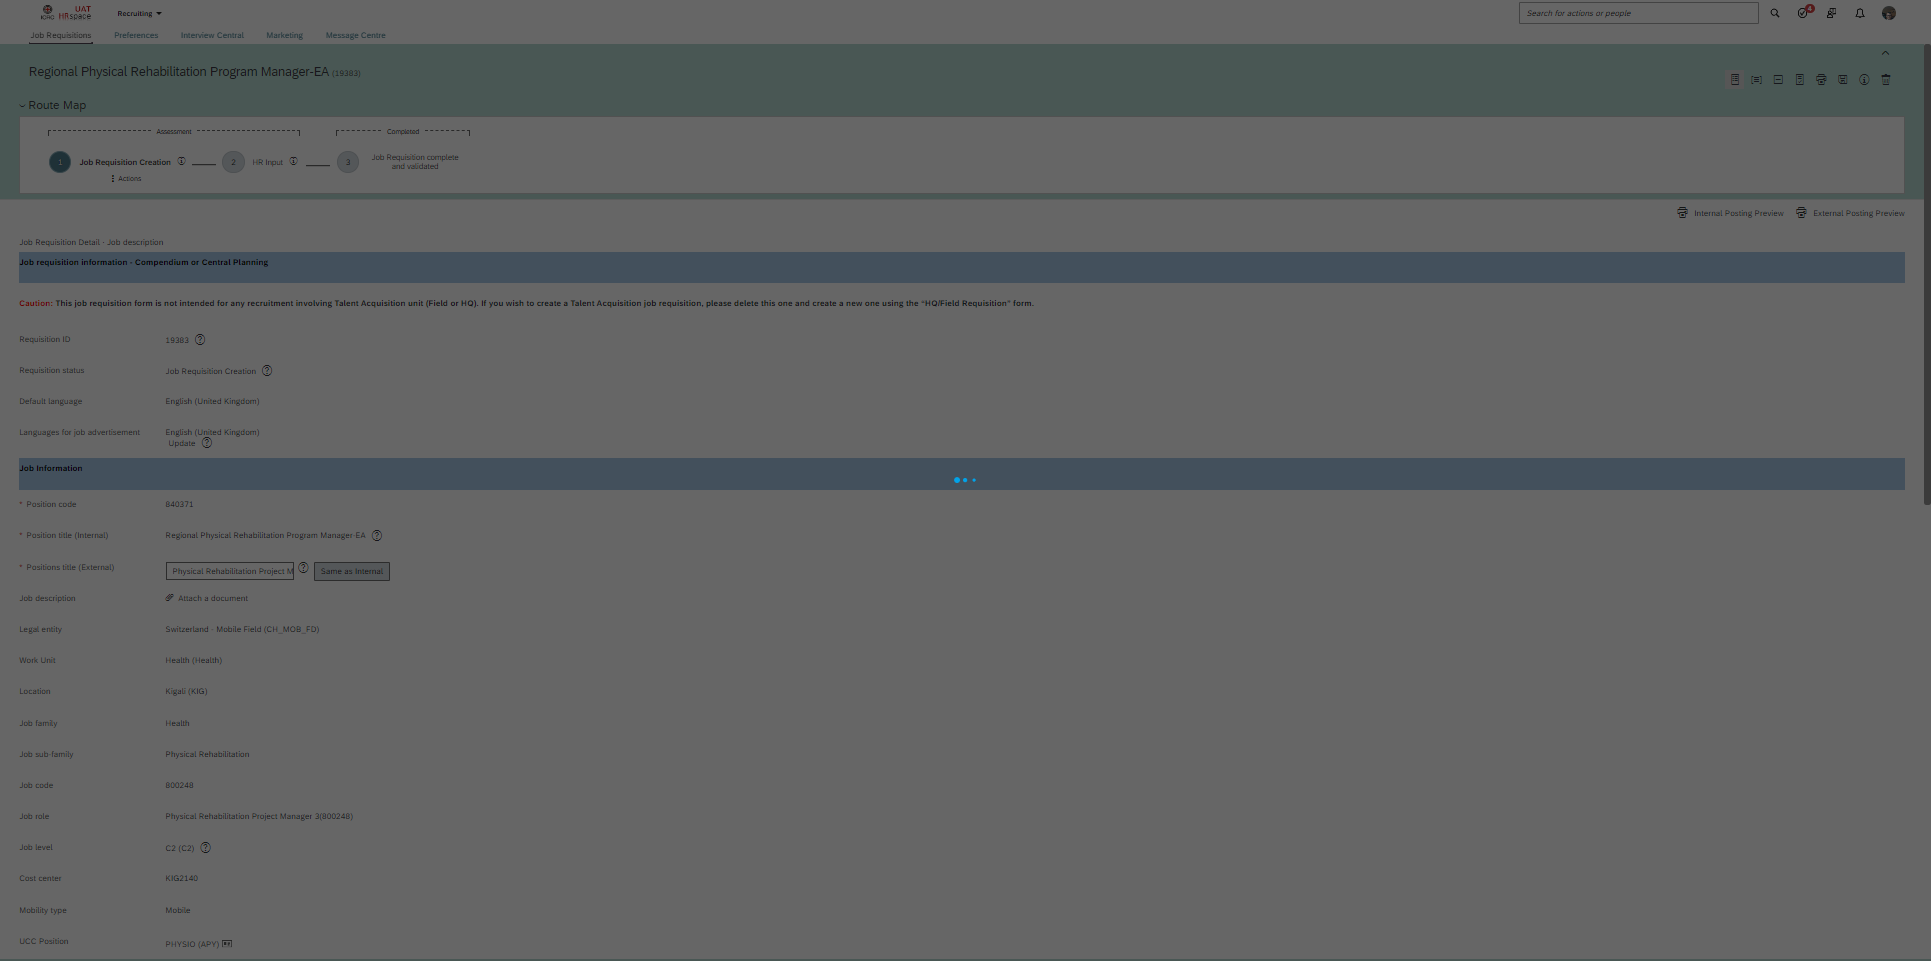 UAT
ICRC HRspace
Recruiting
Search for actions or people
4
Job Requisitions
Preferences
Interview Central
Marketing
Message Centre
Regional Physical Rehabilitation Program Manager-EA (19383)
Route Map
Assessment
Completed
1
Job Requisition Creation
2
HR Input
3
Job Requisition complete
and validated
Actions
Internal Posting Preview
External Posting Preview
Job Requisition Detail - Job description
Job requisition information - Compendium or Central Planning
Caution: This job requisition form is not intended for any recruitment involving Talent Acquisition unit (Field or HQ). If you wish to create a Talent Acquisition job requisition, please delete this one and create a new one using the "HQ/Field Requisition" form.
Requisition ID 19383
Requisition status Job Requisition Creation
Default language English (United Kingdom)
Languages for job advertisement English (United Kingdom)
Update
Job Information
* Position code 840371
* Position title (Internal) Regional Physical Rehabilitation Program Manager-EA
* Positions title (External) Physical Rehabilitation Project M Same as Internal
Job description Attach a document
Legal entity Switzerland - Mobile Field (CH_MOB_FD)
Work Unit Health (Health)
Location Kigali (KIG)
Job family Health
Job sub-family Physical Rehabilitation
Job code 800248
Job role Physical Rehabilitation Project Manager 3(800248)
Job level C2 (C2)
Cost center KIG2140
Mobility type Mobile
UCC Position PHYSIO (APY)